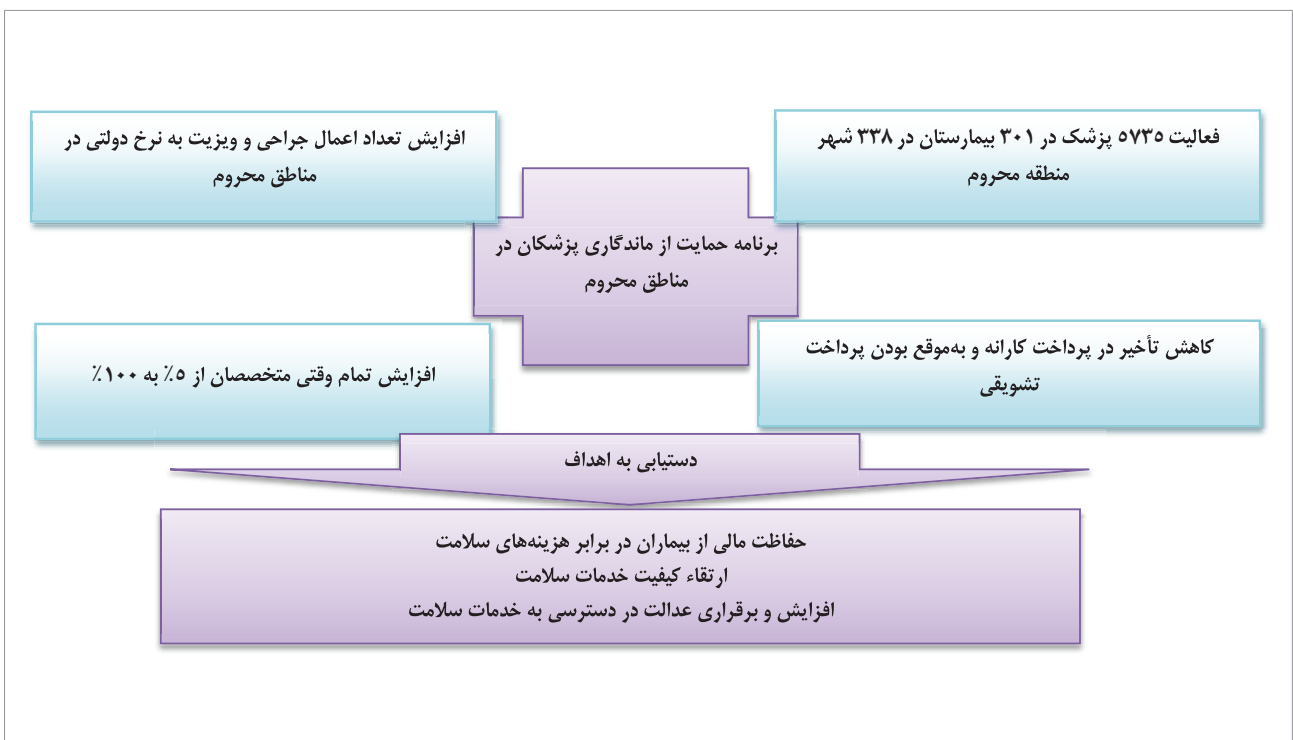 فعالیت ۵۷۳۵ پزشک در ۳۰۱ بیمارستان در ۳۳۸ شهر
منطقه محروم
افزایش تعداد اعمال جراحی و ویزیت به نرخ دولتی در
مناطق محروم
برنامه حمایت از ماندگاری پزشکان در
مناطق محروم
کاهش تأخیر در پرداخت کارانه و به‌موقع بودن پرداخت
تشویقی
افزایش تمام وقتی متخصصان از ۵٪ به ۱۰۰٪
دستیابی به اهداف
حفاظت مالی از بیماران در برابر هزینه‌های سلامت
ارتقاء کیفیت خدمات سلامت
افزایش و برقراری عدالت در دسترسی به خدمات سلامت